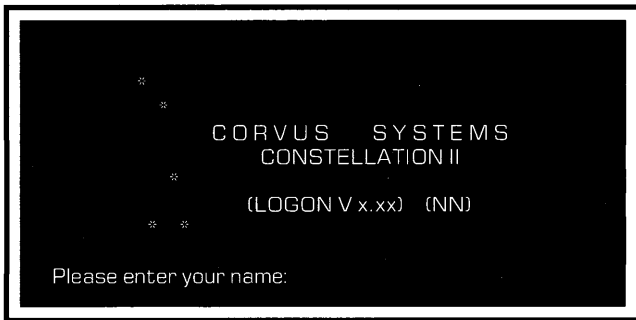 CORVUS SYSTEMS
CONSTELLATION II
(LOGON V x.xx) (NN)
Please enter your name: